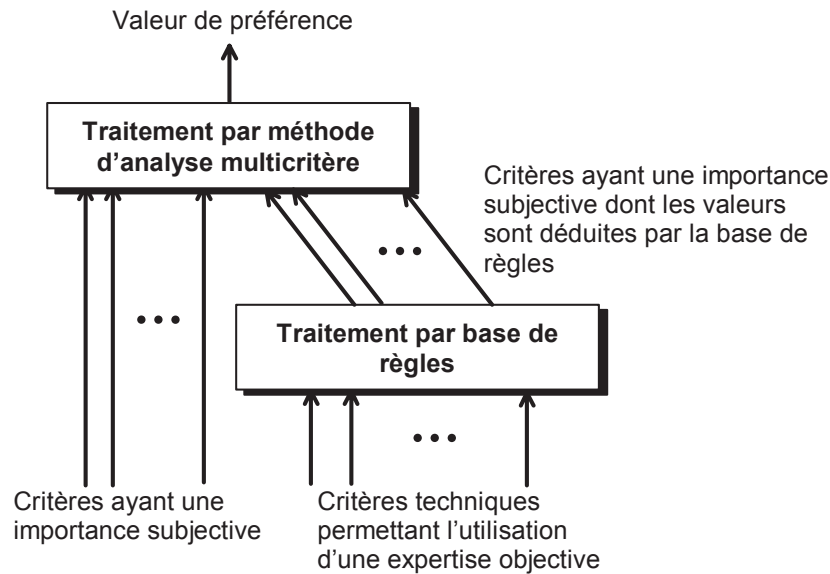 Valeur de préférence
Traitement par méthode
d'analyse multicritère
Critères ayant une importance
subjective dont les valeurs
sont déduites par la base de
règles
Traitement par base de
règles
Critères ayant une
importance subjective
Critères techniques
permettant l'utilisation
d'une expertise objective